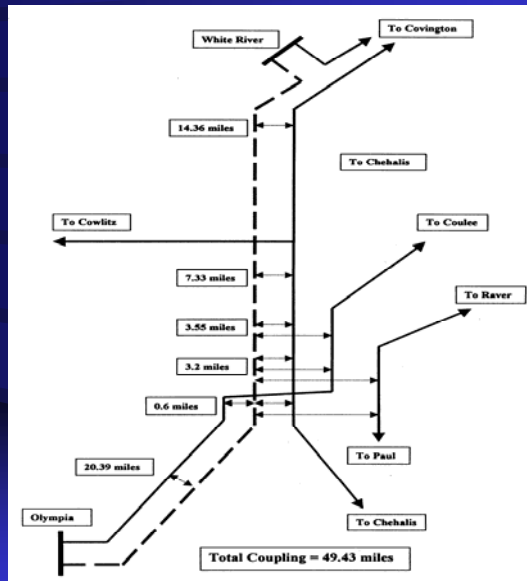 White River
To Covington
14.36 miles
To Chehalis
To Cowlitz
To Coulee
7.33 miles
To Raver
3.55 miles
3.2 miles
0.6 miles
To Paul
20.39 miles
Olympia
To Chehalis
Total Coupling = 49.43 miles